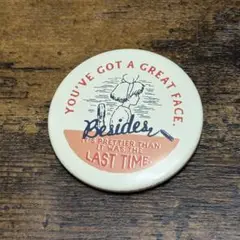 YOU'VE GOT A GREAT FACE.
Besides,
IT'S PRETTIER THAN
IT WAS THE
LAST TIME.